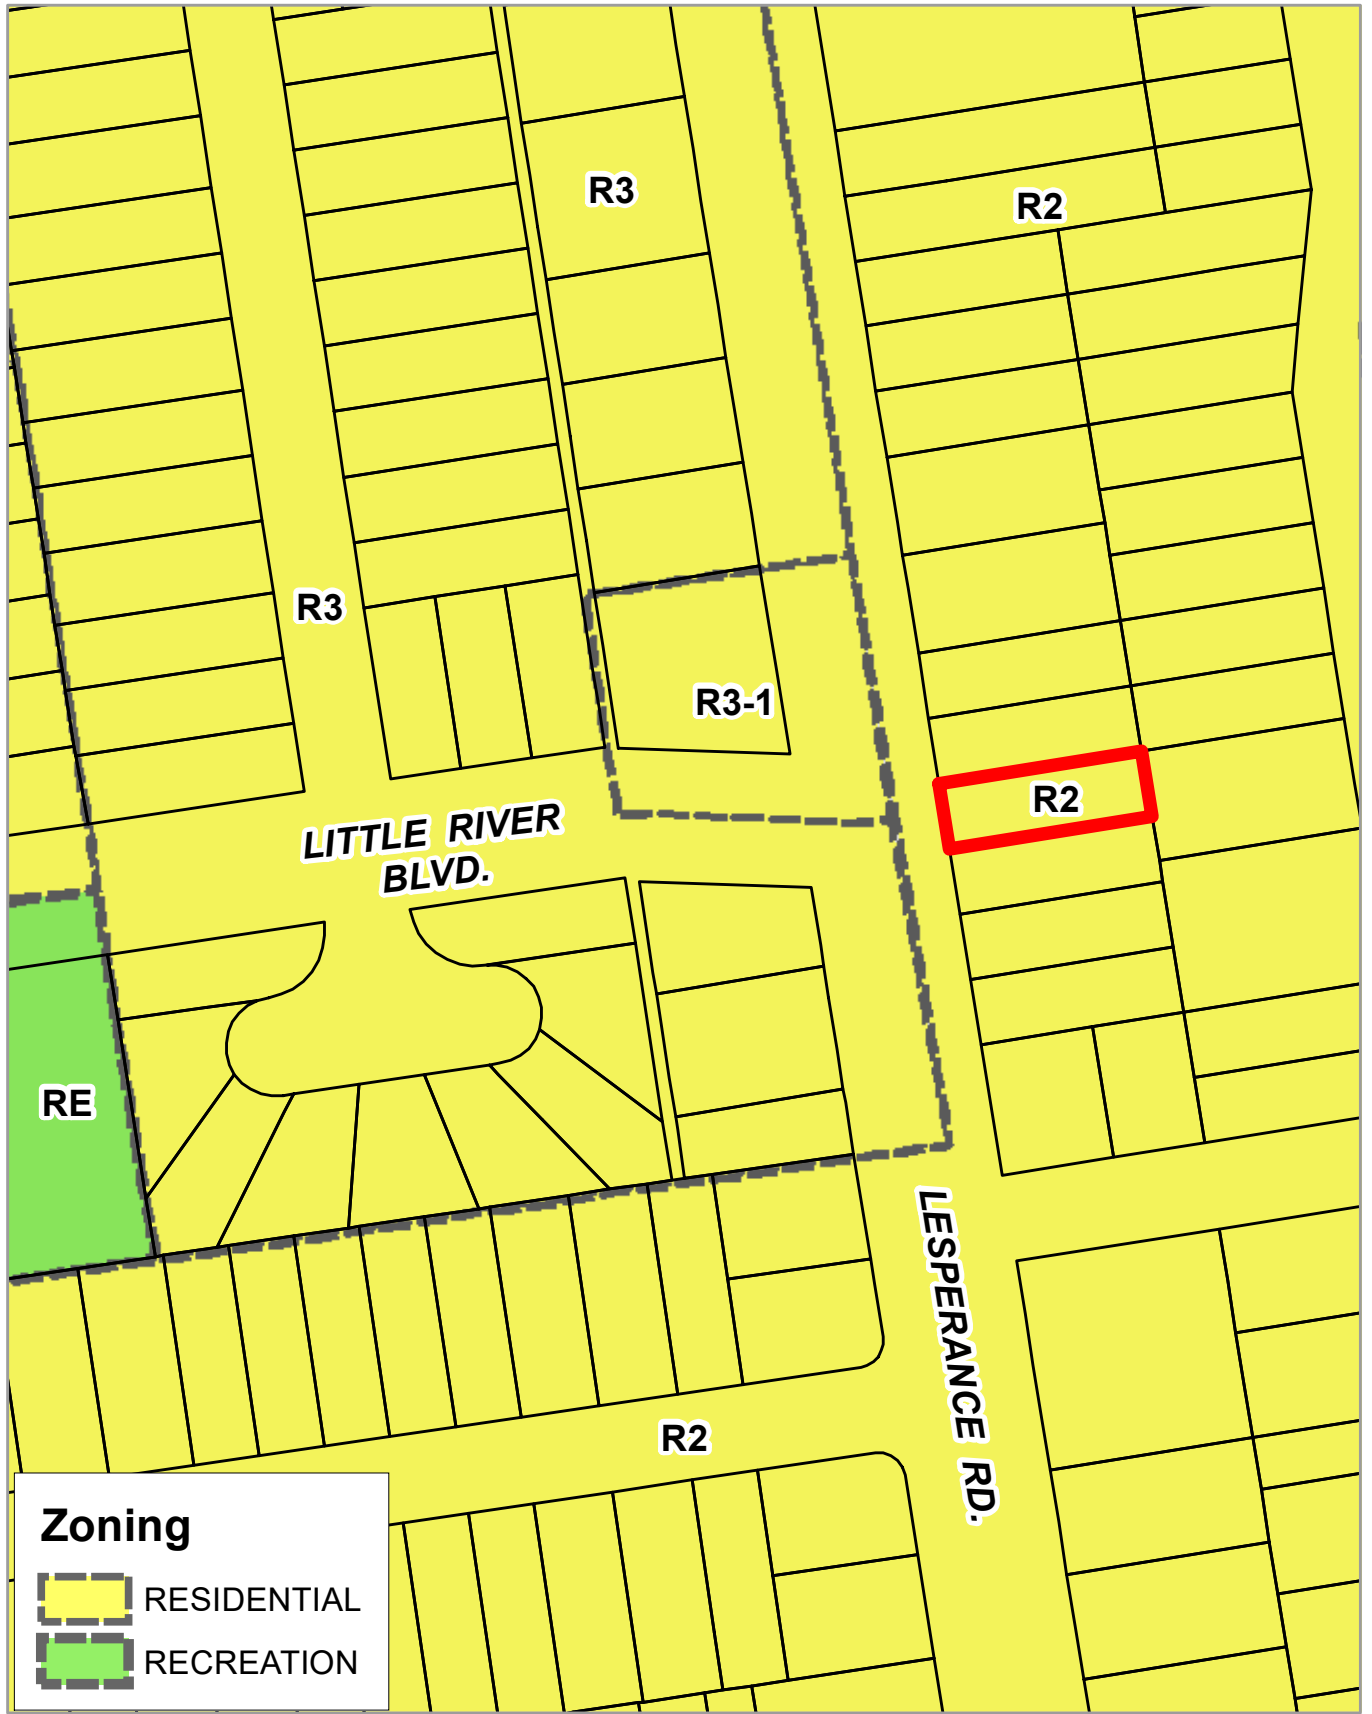 R3
R2
R3
R3-1
R2
LITTLE RIVER
BLVD.
RE
LESPERANCE RD.
R2
Zoning
RESIDENTIAL
RECREATION